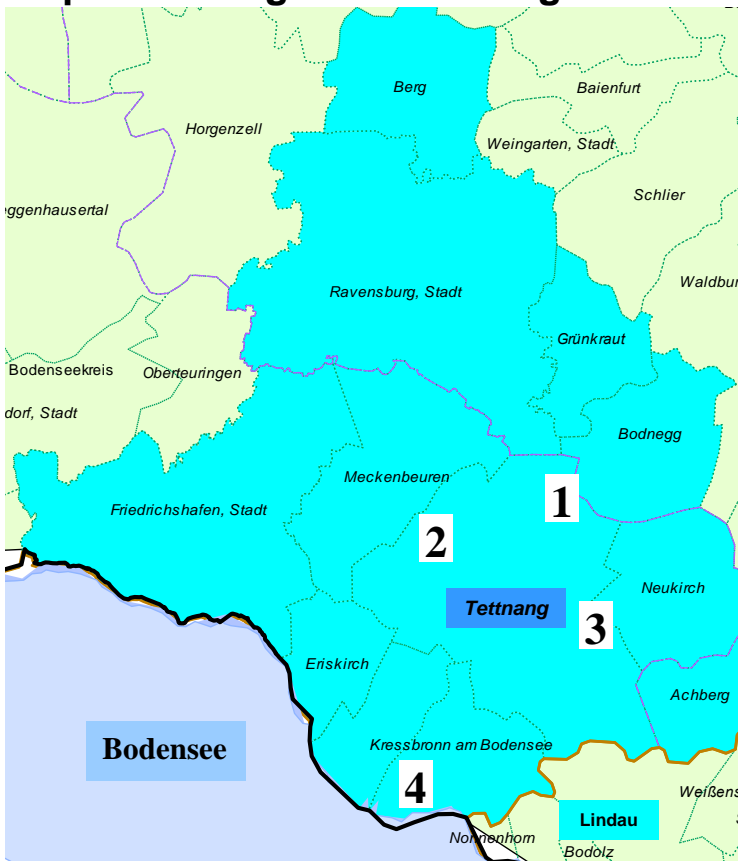 Berg
Baienfurt
Horgenzell
Weingarten, Stadt
Schlier
eggenhausertal
Waldbur
Ravensburg, Stadt
Grünkraut
Bodenseekreis
Oberteuringen
dorf, Stadt
Bodnegg
Meckenbeuren
1
Friedrichshafen, Stadt
2
Neukirch
Tettnang
3
Eriskirch
Achberg
Bodensee
Kressbronn am Bodensee
4
Weißens
Lindau
Nonnenhorn
Bodolz